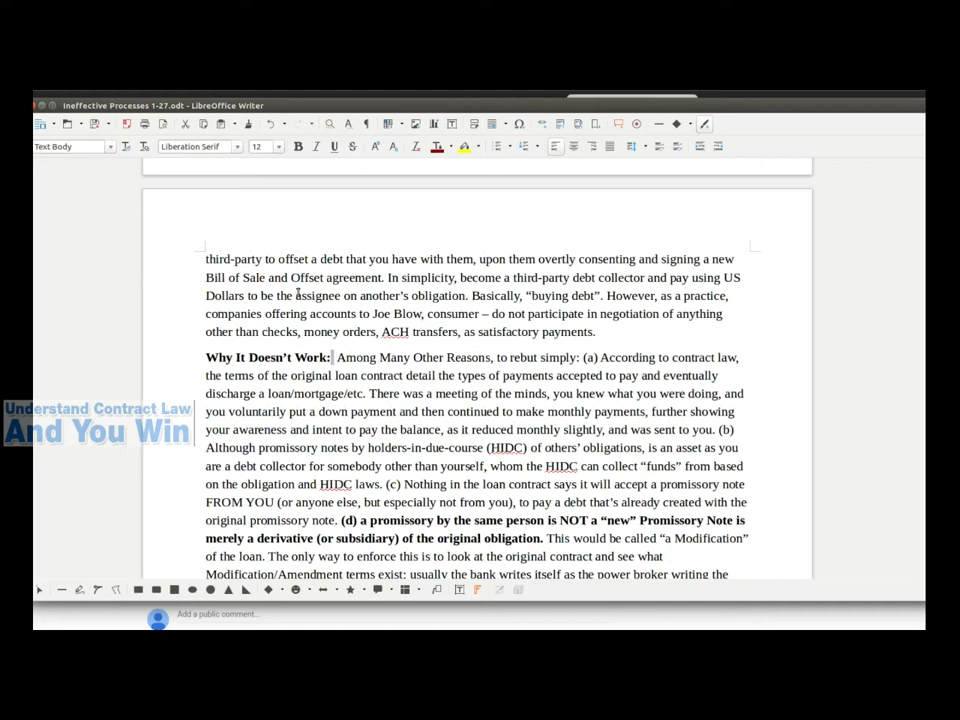 Ineffective Processes 1-27.odt - LibreOffice Writer
Text Body
Liberation Serif
12
third-party to offset a debt that you have with them, upon them overtly consenting and signing a new
Bill of Sale and Offset agreement. In simplicity, become a third-party debt collector and pay using US
Dollars to be the assignee on another’s obligation. Basically, “buying debt”. However, as a practice,
companies offering accounts to Joe Blow, consumer – do not participate in negotiation of anything
other than checks, money orders, ACH transfers, as satisfactory payments.
Why It Doesn’t Work: Among Many Other Reasons, to rebut simply: (a) According to contract law,
the terms of the original loan contract detail the types of payments accepted to pay and eventually
discharge a loan/mortgage/etc. There was a meeting of the minds, you knew what you were doing, and
you voluntarily put a down payment and then continued to make monthly payments, further showing
your awareness and intent to pay the balance, as it reduced monthly slightly, and was sent to you. (b)
Although promissory notes by holders-in-due-course (HIDC) of others’ obligations, is an asset as you
are a debt collector for somebody other than yourself, whom the HIDC can collect “funds” from based
on the obligation and HIDC laws. (c) Nothing in the loan contract says it will accept a promissory note
FROM YOU (or anyone else, but especially not from you), to pay a debt that’s already created with the
original promissory note. (d) a promissory by the same person is NOT a “new” Promissory Note is
merely a derivative (or subsidiary) of the original obligation. This would be called “a Modification”
of the loan. The only way to enforce this is to look at the original contract and see what
Modification/Amendment terms exist; usually the bank writes itself as the power broker writing the
Understand Contract Law
And You Win
Add a public comment...